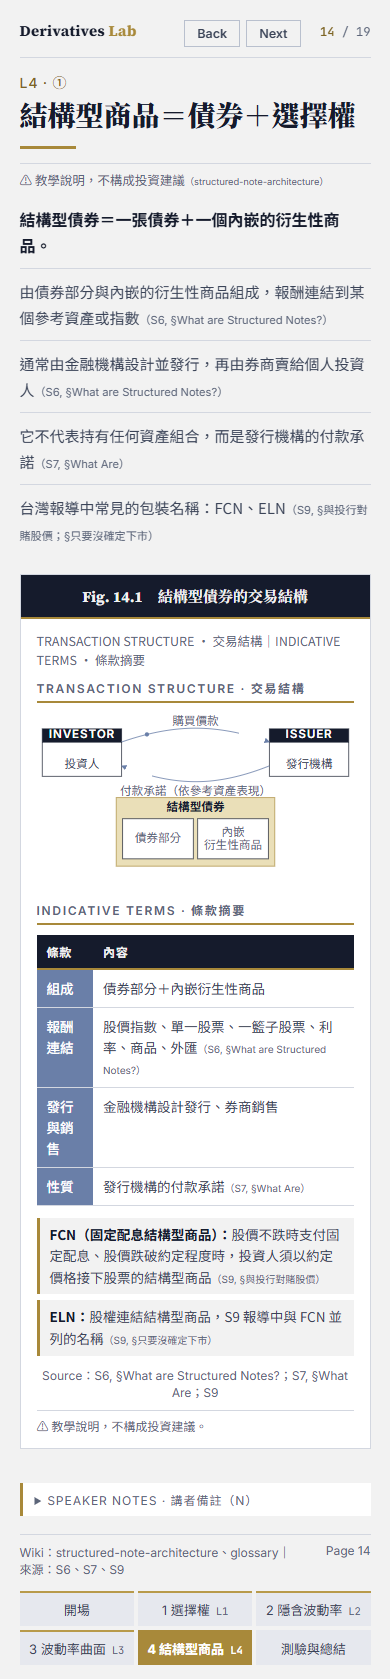 Derivatives Lab
Back
Next
14 / 19
L4 · ①
結構型商品＝債券＋選擇權
⚠ 教學說明，不構成投資建議（structured-note-architecture）
結構型債券＝一張債券＋一個內嵌的衍生性商
品。
由債券部分與內嵌的衍生性商品組成，報酬連結到某
個參考資產或指數（S6, §What are Structured Notes?）
通常由金融機構設計並發行，再由券商賣給個人投資
人（S6, §What are Structured Notes?）
它不代表持有任何資產組合，而是發行機構的付款承
諾（S7, §What Are）
台灣報導中常見的包裝名稱：FCN、ELN（S9, §與投行對
賭股價；§只要沒確定下市）
Fig. 14.1　結構型債券的交易結構
TRANSACTION STRUCTURE · 交易結構｜INDICATIVE
TERMS · 條款摘要
TRANSACTION STRUCTURE · 交易結構
購買價款
INVESTOR
投資人
ISSUER
發行機構
付款承諾（依參考資產表現）
結構型債券
債券部分
內嵌
衍生性商品
INDICATIVE TERMS · 條款摘要
條款 內容
組成 債券部分＋內嵌衍生性商品
報酬
連結
股價指數、單一股票、一籃子股票、利
率、商品、外匯（S6, §What are Structured
Notes?）
發行
與銷
售
金融機構設計發行、券商銷售
性質 發行機構的付款承諾（S7, §What Are）
FCN（固定配息結構型商品）：股價不跌時支付固
定配息、股價跌破約定程度時，投資人須以約定
價格接下股票的結構型商品（S9, §與投行對賭股價）
ELN：股權連結結構型商品，S9 報導中與 FCN 並
列的名稱（S9, §只要沒確定下市）
Source：S6, §What are Structured Notes?；S7, §What
Are；S9
⚠ 教學說明，不構成投資建議。
▶ SPEAKER NOTES · 講者備註（N）
Wiki：structured-note-architecture、glossary｜
來源：S6、S7、S9
Page 14
開場
1 選擇權 L1
2 隱含波動率 L2
3 波動率曲面 L3
4 結構型商品 L4
測驗與總結